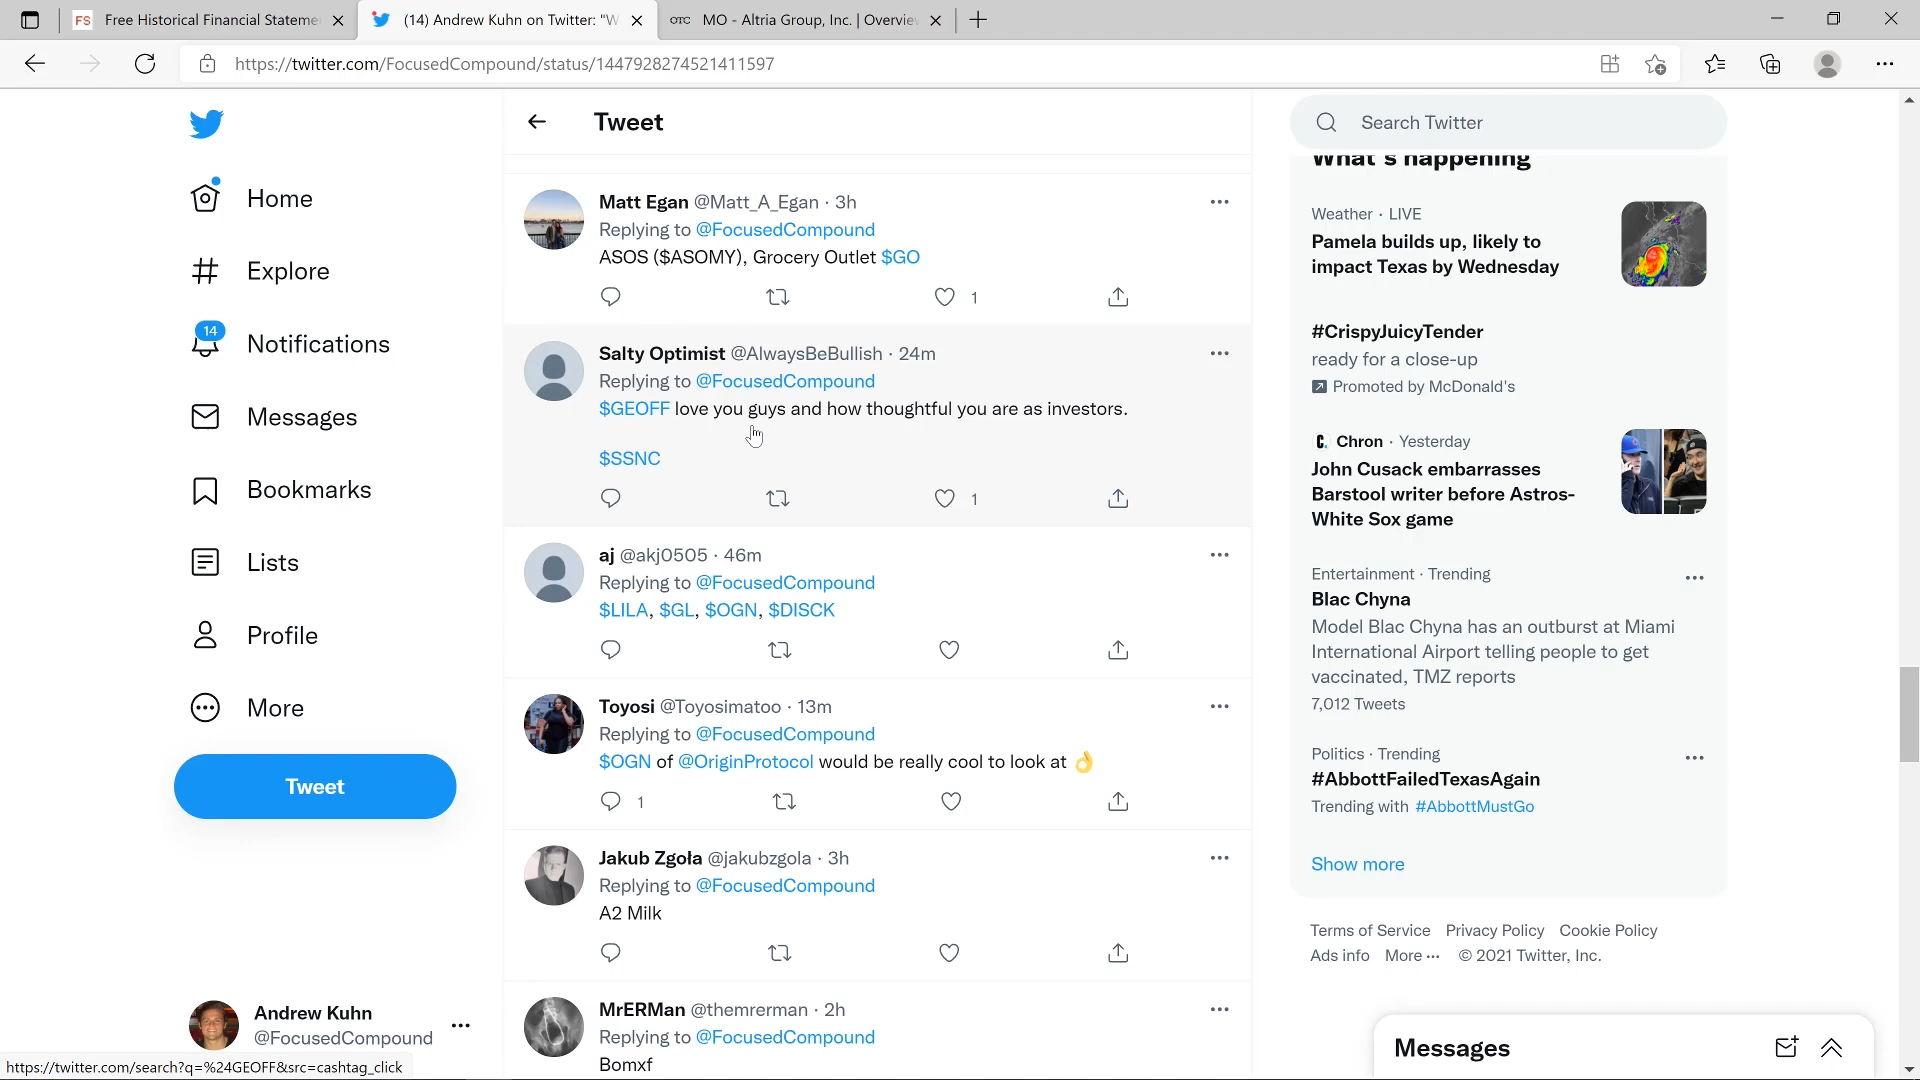 FS Free Historical Financial Stateme
(14) Andrew Kuhn on Twitter: "W
OTC MO - Altria Group, Inc. | Overvie
https://twitter.com/FocusedCompound/status/1447928274521411597
Home
Explore
14
Notifications
Messages
Bookmarks
Lists
Profile
More
Tweet
Andrew Kuhn
@FocusedCompound
https://twitter.com/search?q=%24GEOFF&src=cashtag_click
Tweet
Matt Egan @Matt_A_Egan · 3h
Replying to @FocusedCompound
ASOS ($ASOMY), Grocery Outlet $GO
1
Salty Optimist @AlwaysBeBullish · 24m
Replying to @FocusedCompound
$GEOFF love you guys and how thoughtful you are as investors.
$SSNC
1
aj @akj0505 · 46m
Replying to @FocusedCompound
$LILA, $GL, $OGN, $DISCK
Toyosi @Toyosimatoo · 13m
Replying to @FocusedCompound
$OGN of @OriginProtocol would be really cool to look at 👌
1
Jakub Zgoła @jakubzgola · 3h
Replying to @FocusedCompound
A2 Milk
MrERMan @themrerman · 2h
Replying to @FocusedCompound
Bomxf
Search Twitter
What's happening
Weather · LIVE
Pamela builds up, likely to
impact Texas by Wednesday
#CrispyJuicyTender
ready for a close-up
Promoted by McDonald's
C. Chron · Yesterday
John Cusack embarrasses
Barstool writer before Astros-
White Sox game
Entertainment · Trending
Blac Chyna
Model Blac Chyna has an outburst at Miami
International Airport telling people to get
vaccinated, TMZ reports
7,012 Tweets
Politics · Trending
#AbbottFailedTexasAgain
Trending with #AbbottMustGo
Show more
Terms of Service Privacy Policy Cookie Policy
Ads info More ··· © 2021 Twitter, Inc.
Messages